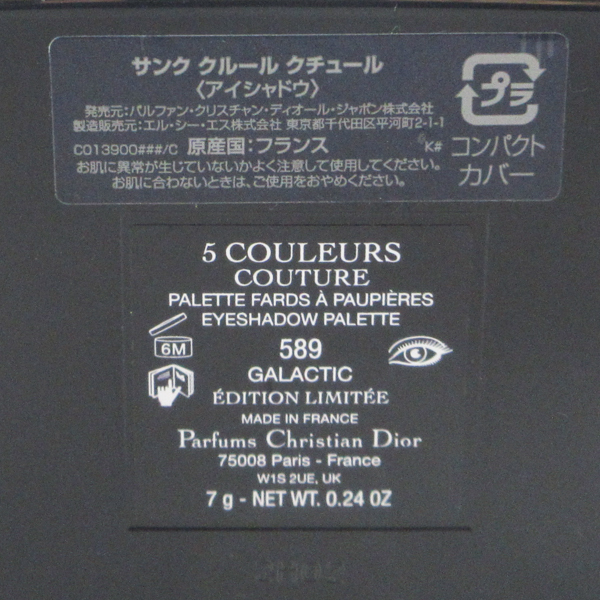 サンク クルール クチュール
〈アイシャドウ〉
発売元:パルファン・クリスチャン・ディオール・ジャポン株式会社
製造販売元:エル・シー・エス株式会社 東京都千代田区平河町2-1-1
C013900###/C 原産国:フランス K#
お肌に異常が生じていないかよく注意して使用してください。
お肌に合わないときは、ご使用をおやめください。
プラ
コンパクト
カバー
5 COULEURS
COUTURE
PALETTE FARDS À PAUPIÈRES
EYESHADOW PALETTE
6M
589
GALACTIC
ÉDITION LIMITÉE
MADE IN FRANCE
Parfums Christian Dior
75008 Paris - France
W1S 2UE, UK
7 g - NET WT. 0.24 OZ